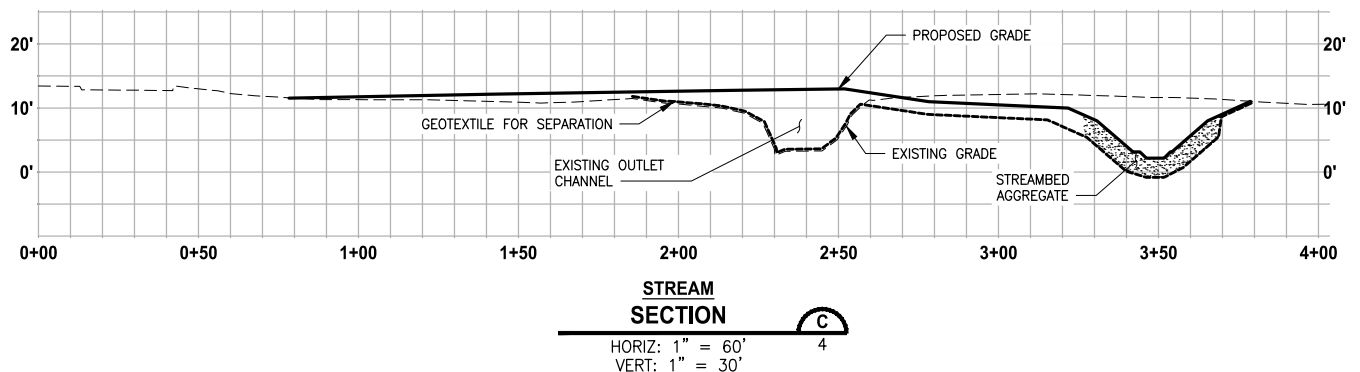 PROPOSED GRADE
20'
20'
10'
10'
GEOTEXTILE FOR SEPARATION
EXISTING OUTLET
CHANNEL
EXISTING GRADE
STREAMBED
AGGREGATE
0'
0'
0+00
0+50
1+00
1+50
2+00
2+50
3+00
3+50
4+00
STREAM
SECTION
C
4
HORIZ: 1" = 60'
VERT: 1" = 30'